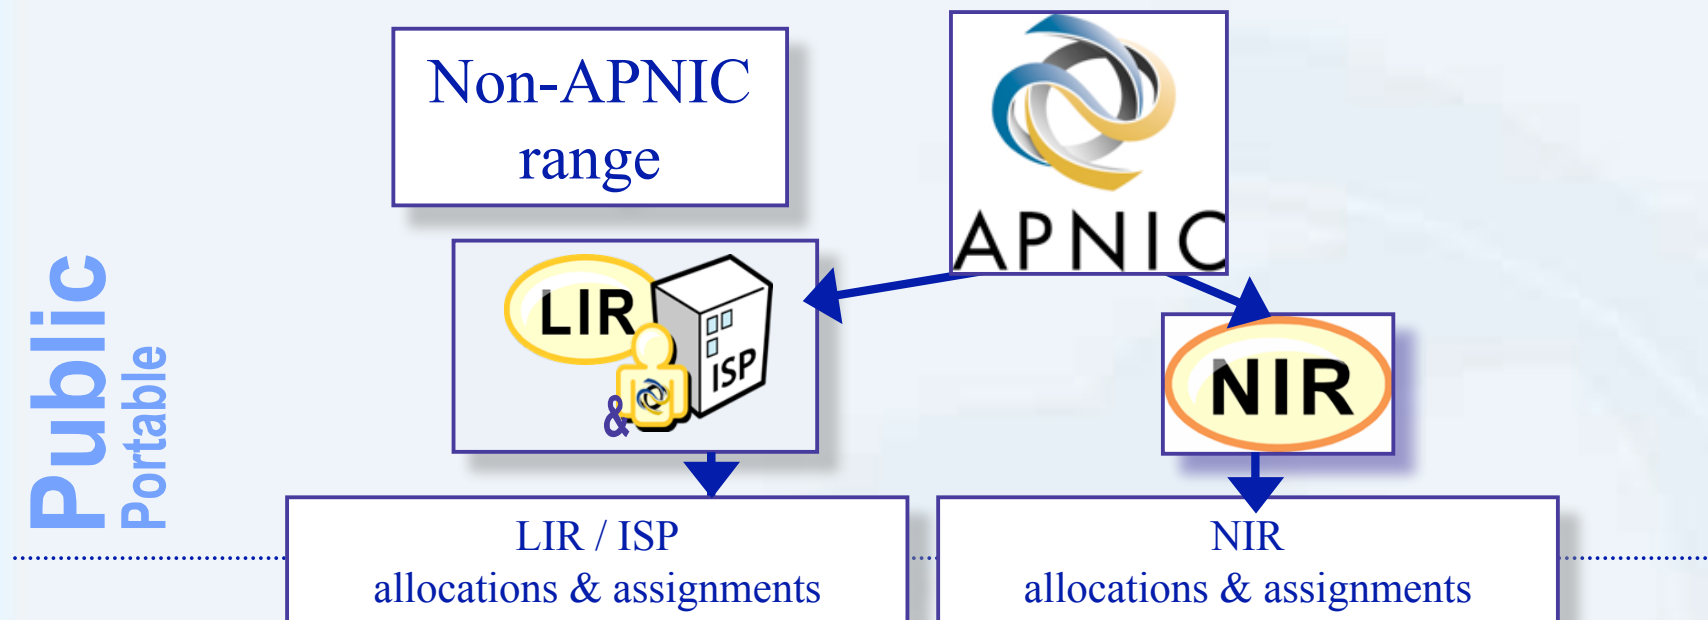 Non-APNIC
range
APNIC
LIR
ISP
&
NIR
Public
Portable
LIR / ISP
allocations & assignments
NIR
allocations & assignments